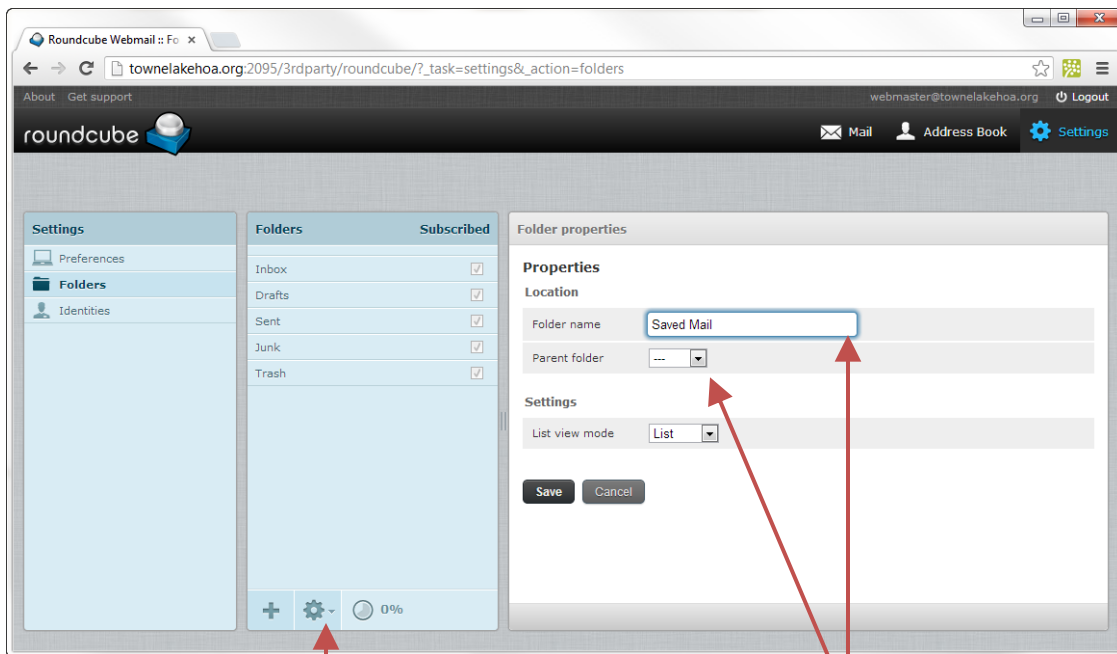 Roundcube Webmail :: Fo
townelakehoa.org:2095/3rdparty/roundcube/?_task=settings&_action=folders
About Get support webmaster@townelakehoa.org Logout
roundcube Mail Address Book Settings
Settings
Preferences
Folders
Identities
Folders Subscribed
Inbox
Drafts
Sent
Junk
Trash
0%
Folder properties
Properties
Location
Folder name Saved Mail
Parent folder ---
Settings
List view mode List
Save Cancel